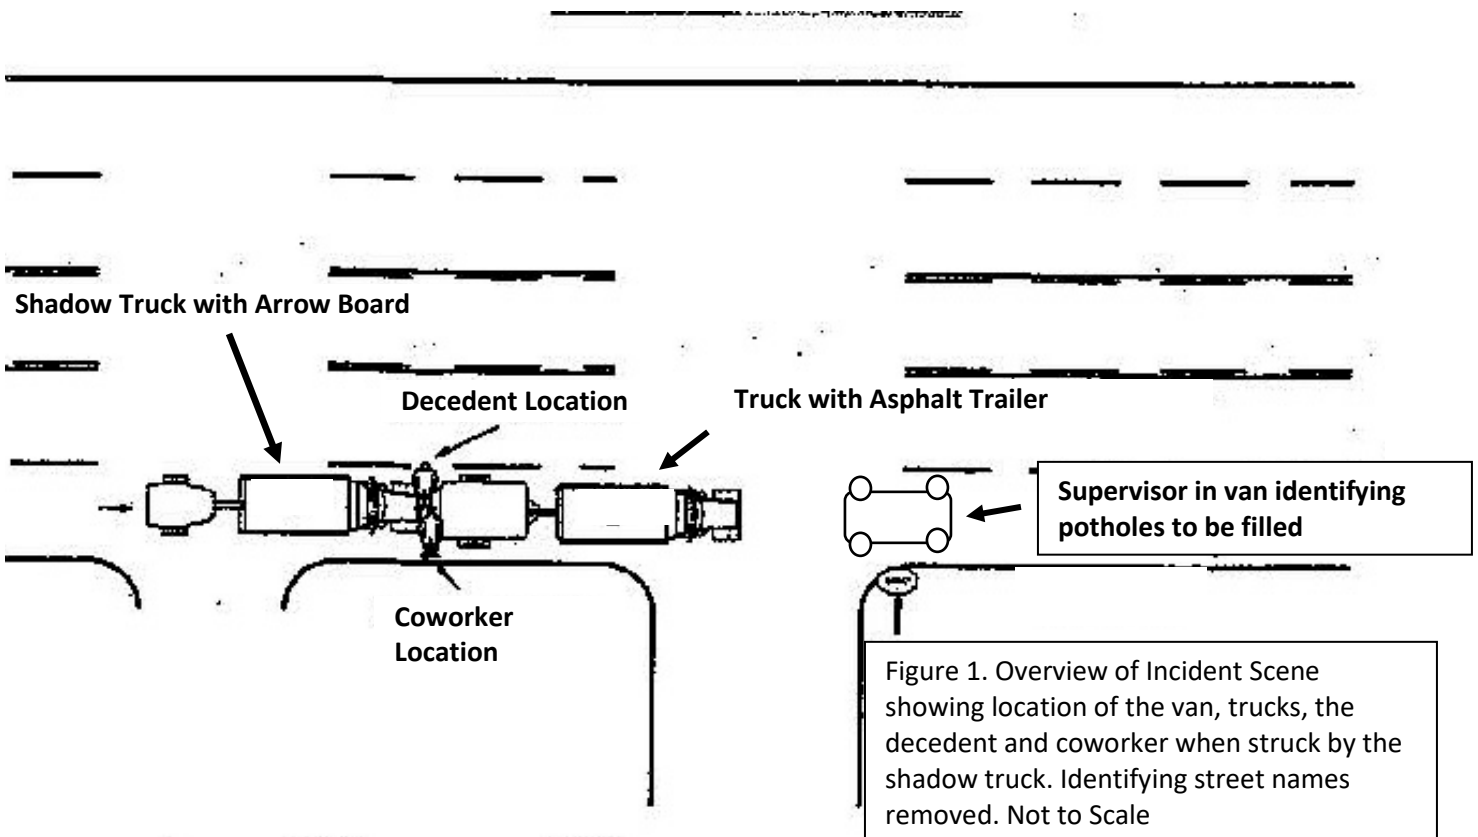 Shadow Truck with Arrow Board
Decedent Location
Truck with Asphalt Trailer
Supervisor in van identifying
potholes to be filled
Coworker
Location
Figure 1. Overview of Incident Scene
showing location of the van, trucks, the
decedent and coworker when struck by the
shadow truck. Identifying street names
removed. Not to Scale